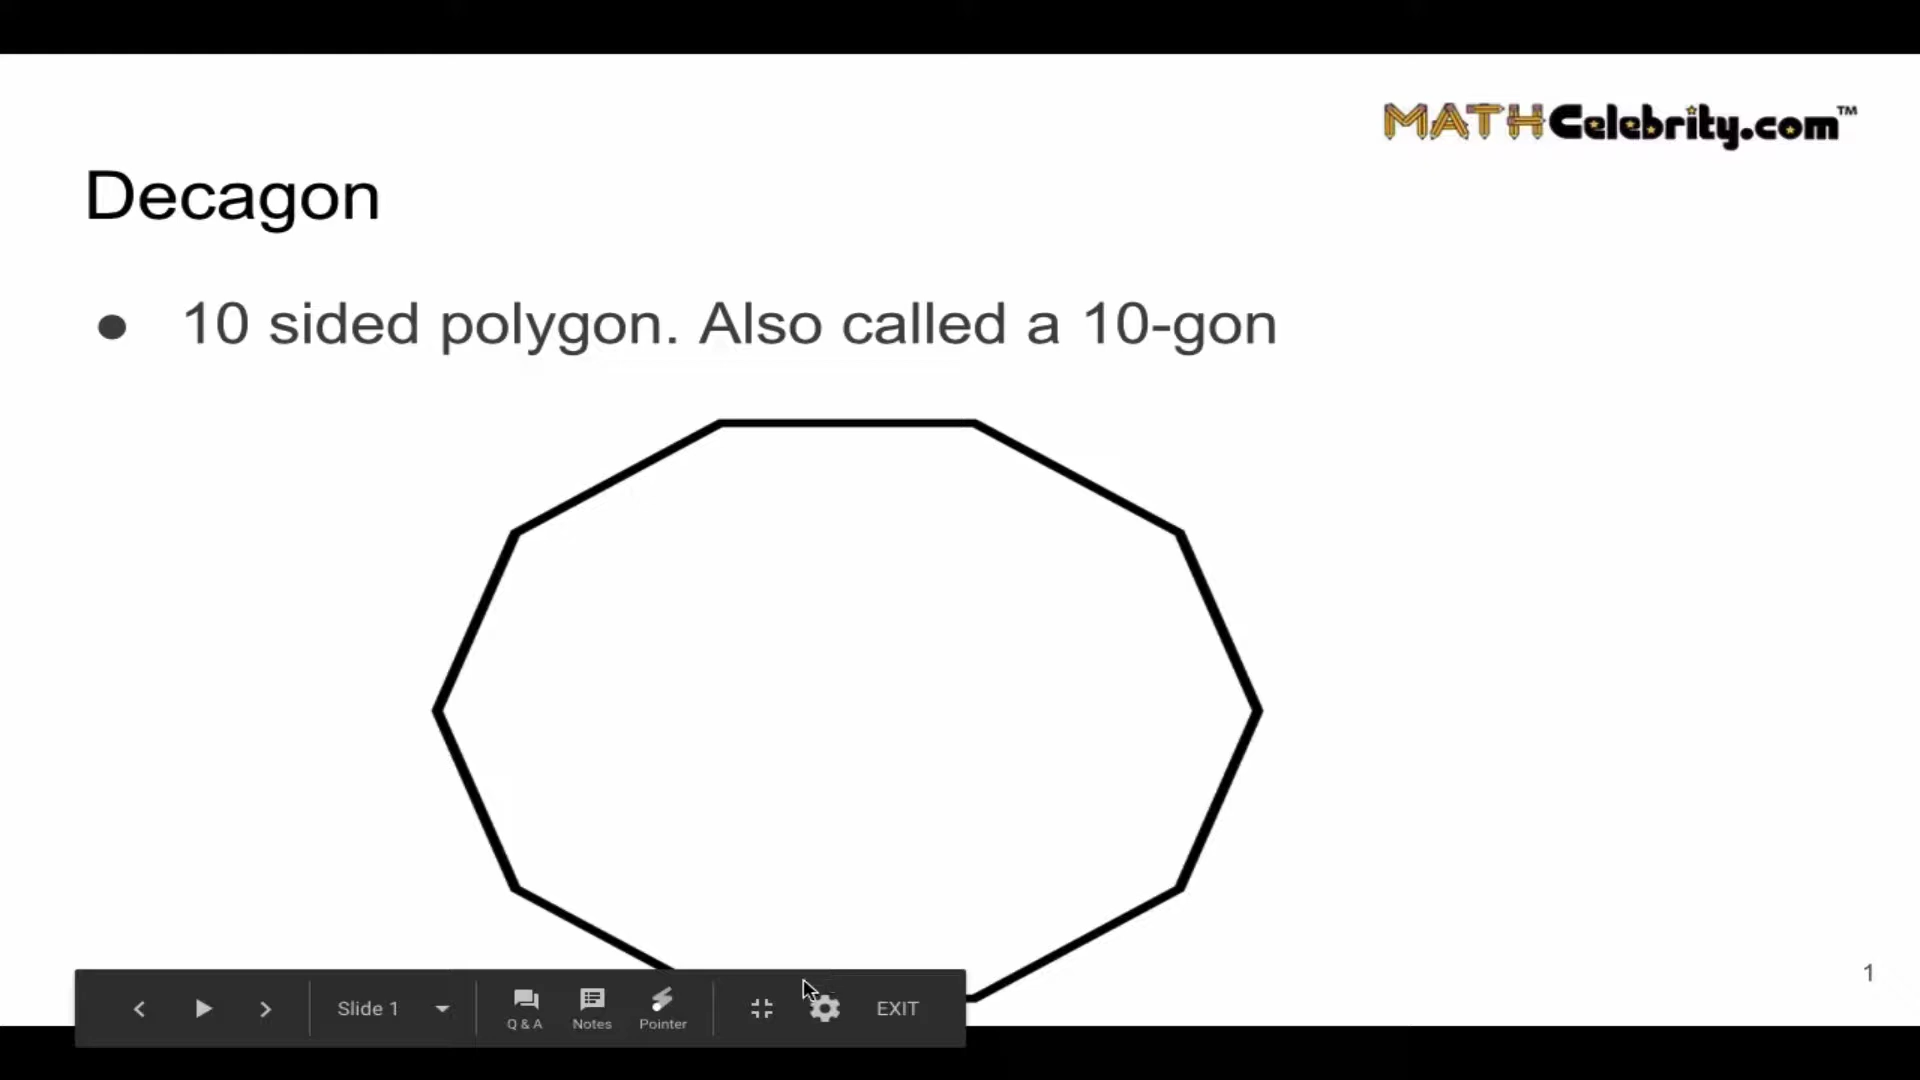 MATHCelebrity.com™
Decagon
● 10 sided polygon. Also called a 10-gon
1
Slide 1
Q & A
Notes
Pointer
EXIT